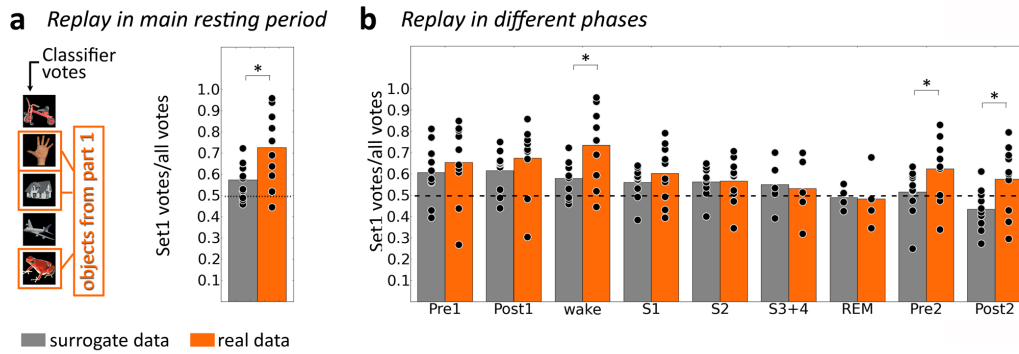 a Replay in main resting period
Classifier
votes
objects from part 1
Set1 votes/all votes
1.0
0.9
0.8
0.7
0.6
0.5
0.4
0.3
0.2
0.1
*
b Replay in different phases
Set1 votes/all votes
1.0
0.9
0.8
0.7
0.6
0.5
0.4
0.3
0.2
0.1
* * *
Pre1 Post1 wake S1 S2 S3+4 REM Pre2 Post2
surrogate data real data